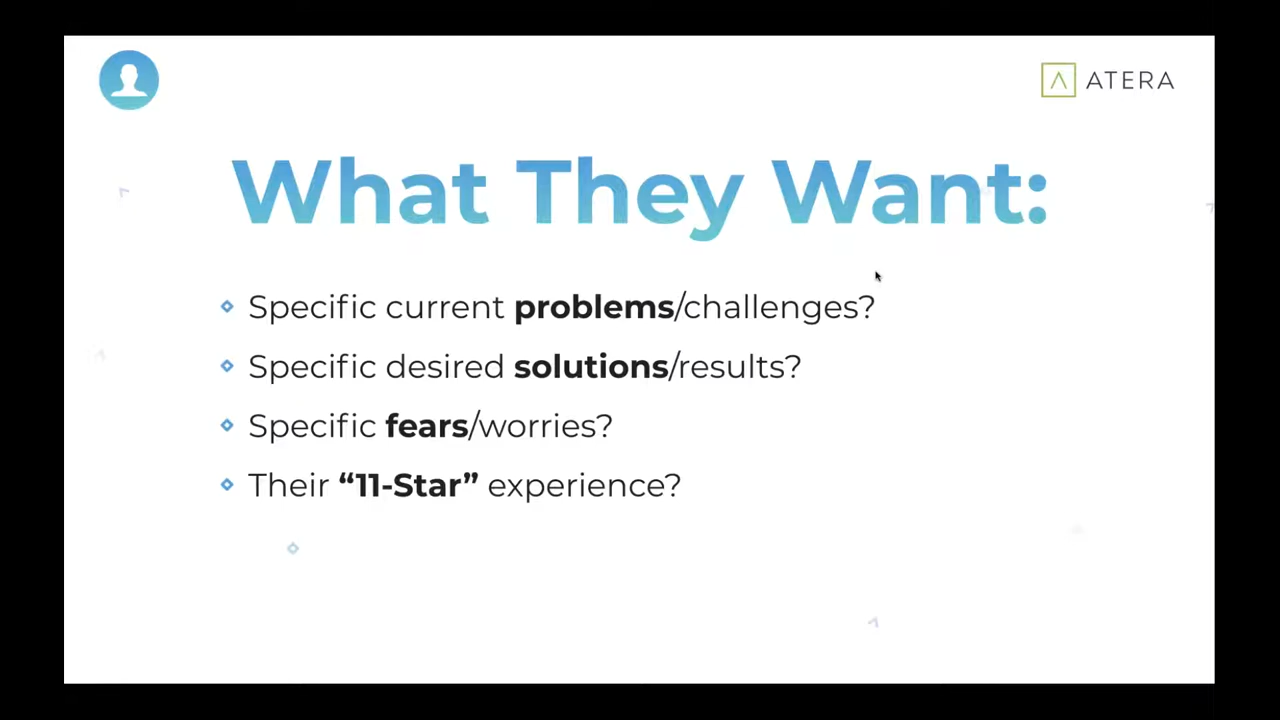 ATERA
What They Want:
Specific current problems/challenges?
Specific desired solutions/results?
Specific fears/worries?
Their “11-Star” experience?